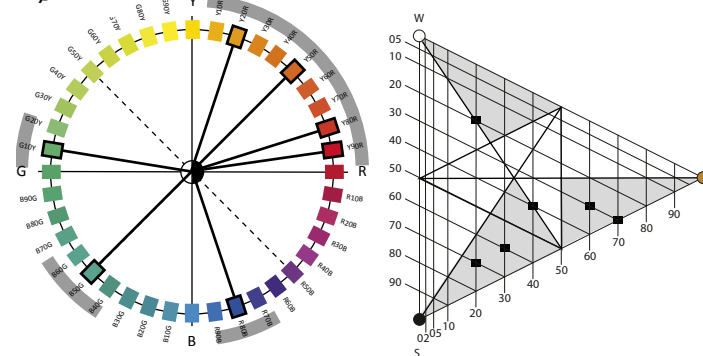 Y
Y10R
Y20R
Y30R
Y40R
Y50R
Y60R
Y70R
Y80R
Y90R
R
R10B
R20B
R30B
R40B
R50B
R60B
R70B
R80B
R90B
B
B10G
B20G
B30G
B40G
B50G
B60G
B70G
B80G
B90G
G
G10Y
G20Y
G30Y
G40Y
G50Y
G60Y
G70Y
G80Y
G90Y
W
05
10
20
30
40
50
60
70
80
90
S
02
05
10
20
30
40
50
60
70
80
90